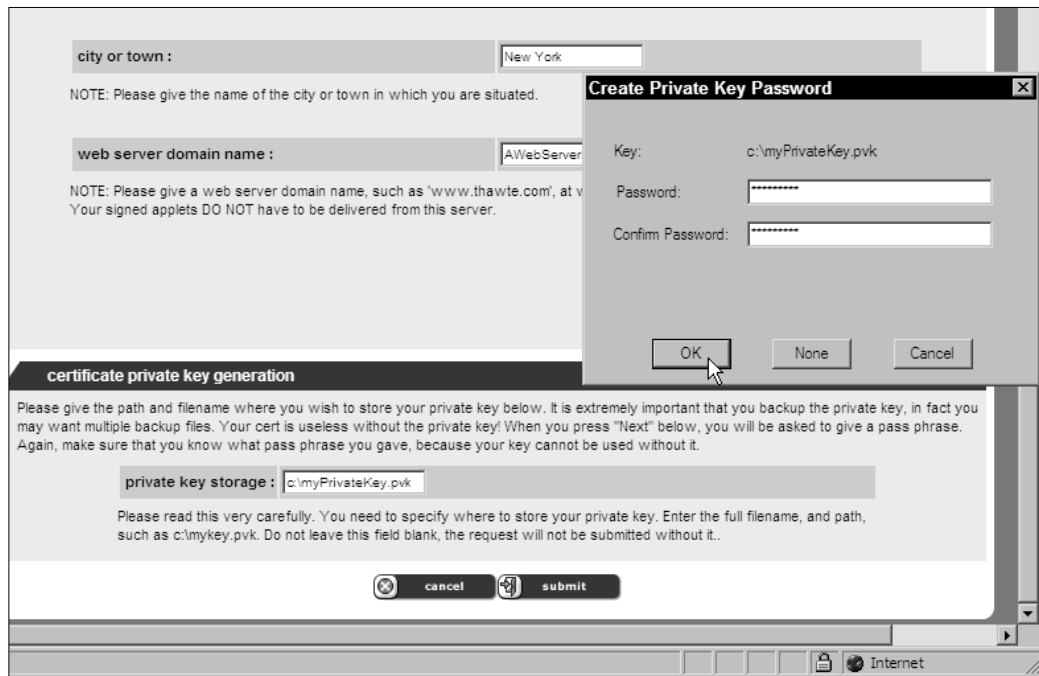 city or town :
New York
NOTE: Please give the name of the city or town in which you are situated.
web server domain name :
AWebServer
NOTE: Please give a web server domain name, such as 'www.thawte.com', at
Your signed applets DO NOT have to be delivered from this server.
Create Private Key Password
Key:
c:\myPrivateKey.pvk
Password:
*********
Confirm Password:
*********
OK
None
Cancel
certificate private key generation
Please give the path and filename where you wish to store your private key below. It is extremely important that you backup the private key, in fact you
may want multiple backup files. Your cert is useless without the private key! When you press "Next" below, you will be asked to give a pass phrase.
Again, make sure that you know what pass phrase you gave, because your key cannot be used without it.
private key storage :
c:\myPrivateKey.pvk
Please read this very carefully. You need to specify where to store your private key. Enter the full filename, and path,
such as c:\mykey.pvk. Do not leave this field blank, the request will not be submitted without it..
cancel
submit
Internet